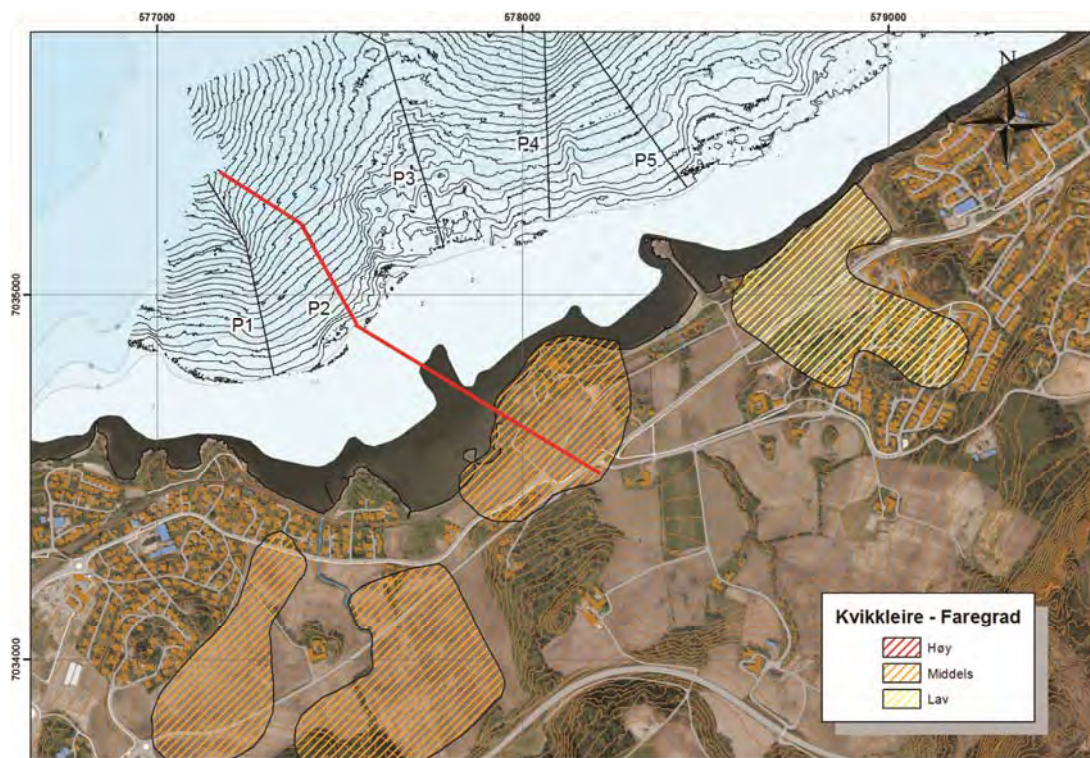 577000
578000
579000
N
P4
P5
P3
7035000
P2
P1
7034000
Kvikkleire - Faregrad
Høy
Middels
Lav